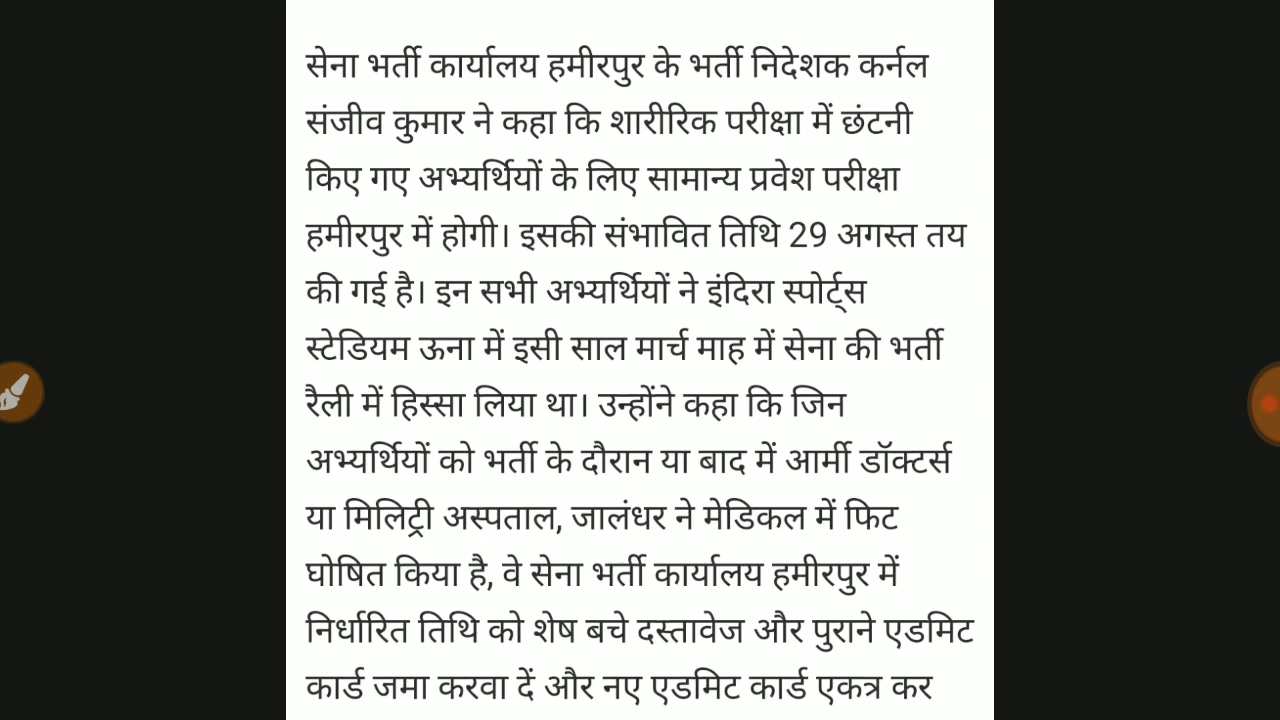 सेना भर्ती कार्यालय हमीरपुर के भर्ती निदेशक कर्नल
संजीव कुमार ने कहा कि शारीरिक परीक्षा में छंटनी
किए गए अभ्यर्थियों के लिए सामान्य प्रवेश परीक्षा
हमीरपुर में होगी। इसकी संभावित तिथि 29 अगस्त तय
की गई है। इन सभी अभ्यर्थियों ने इंदिरा स्पोर्ट्स
स्टेडियम ऊना में इसी साल मार्च माह में सेना की भर्ती
रैली में हिस्सा लिया था। उन्होंने कहा कि जिन
अभ्यर्थियों को भर्ती के दौरान या बाद में आर्मी डॉक्टर्स
या मिलिट्री अस्पताल, जालंधर ने मेडिकल में फिट
घोषित किया है, वे सेना भर्ती कार्यालय हमीरपुर में
निर्धारित तिथि को शेष बचे दस्तावेज और पुराने एडमिट
कार्ड जमा करवा दें और नए एडमिट कार्ड एकत्र कर